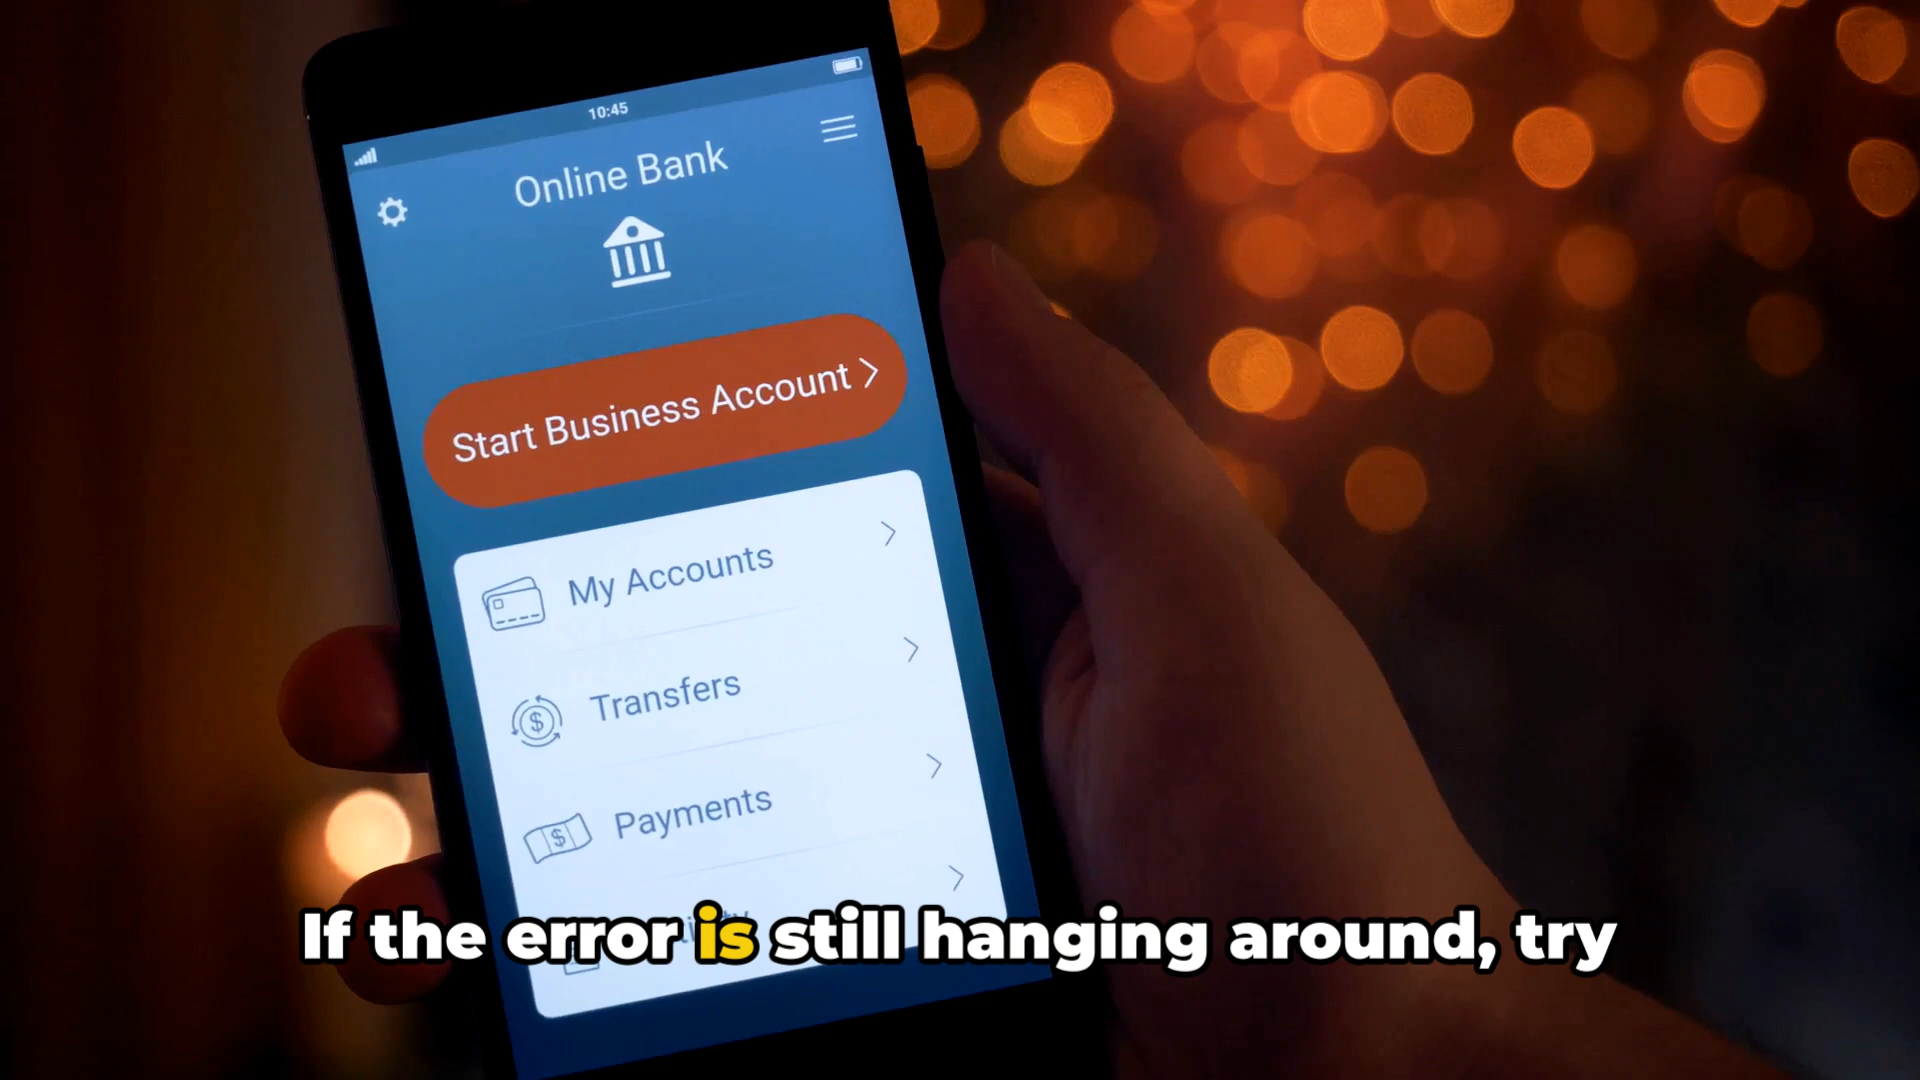 10:45
Online Bank
Start Business Account
My Accounts
Transfers
Payments
If the error is still hanging around, try